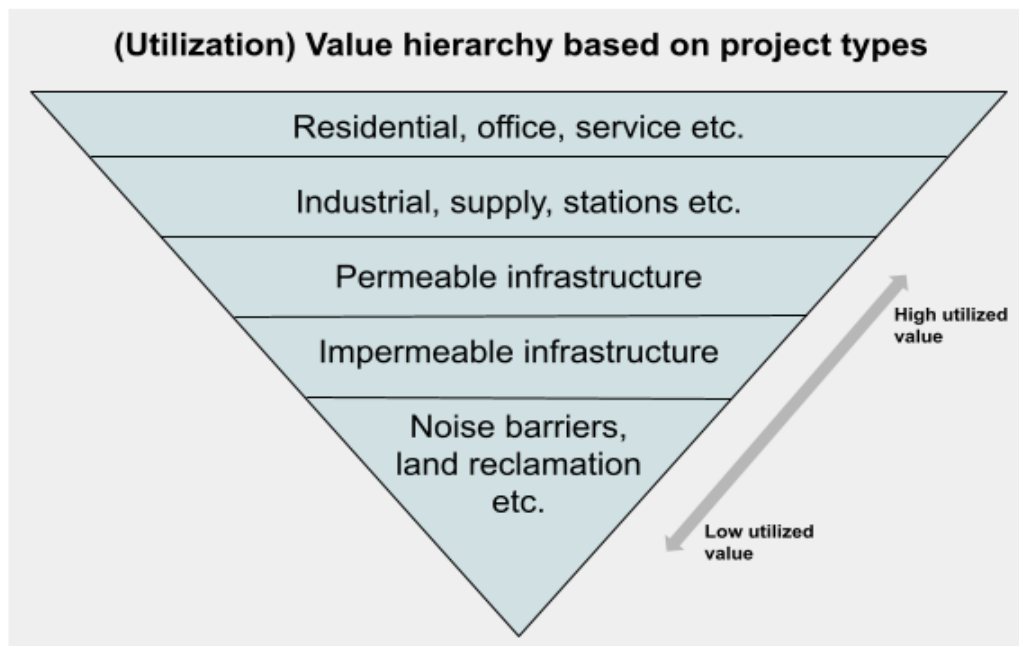 (Utilization) Value hierarchy based on project types
Residential, office, service etc.
Industrial, supply, stations etc.
Permeable infrastructure
Impermeable infrastructure
Noise barriers,
land reclamation
etc.
High utilized
value
Low utilized
value